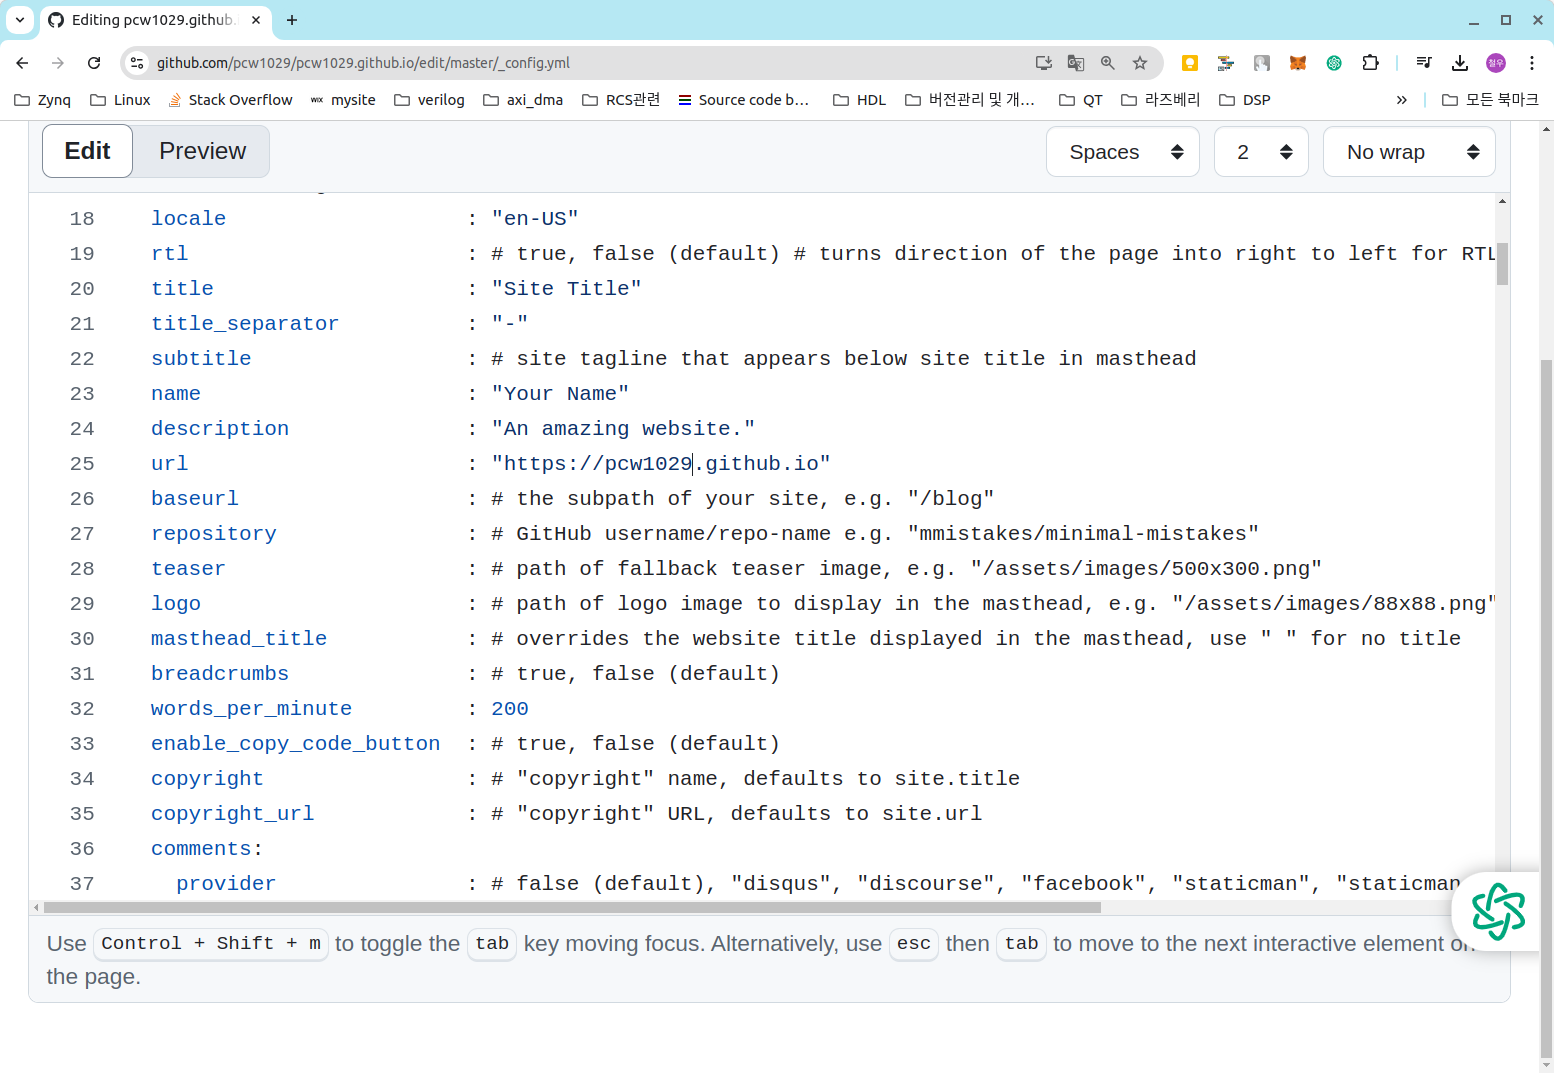 Editing pcw1029.github.
github.com/pcw1029/pcw1029.github.io/edit/master/_config.yml
Zynq Linux Stack Overflow WIX mysite verilog axi_dma RCS관련 Source code b... HDL 버전관리 및 개... QT 라즈베리 DSP » 모든 북마크
Edit Preview Spaces 2 No wrap
18 locale : "en-US"
19 rtl : # true, false (default) # turns direction of the page into right to left for RTL
20 title : "Site Title"
21 title_separator : "-"
22 subtitle : # site tagline that appears below site title in masthead
23 name : "Your Name"
24 description : "An amazing website."
25 url : "https://pcw1029.github.io"
26 baseurl : # the subpath of your site, e.g. "/blog"
27 repository : # GitHub username/repo-name e.g. "mmistakes/minimal-mistakes"
28 teaser : # path of fallback teaser image, e.g. "/assets/images/500x300.png"
29 logo : # path of logo image to display in the masthead, e.g. "/assets/images/88x88.png"
30 masthead_title : # overrides the website title displayed in the masthead, use " " for no title
31 breadcrumbs : # true, false (default)
32 words_per_minute : 200
33 enable_copy_code_button : # true, false (default)
34 copyright : # "copyright" name, defaults to site.title
35 copyright_url : # "copyright" URL, defaults to site.url
36 comments:
37 provider : # false (default), "disqus", "discourse", "facebook", "staticman", "staticman
Use Control + Shift + m to toggle the tab key moving focus. Alternatively, use esc then tab to move to the next interactive element on
the page.